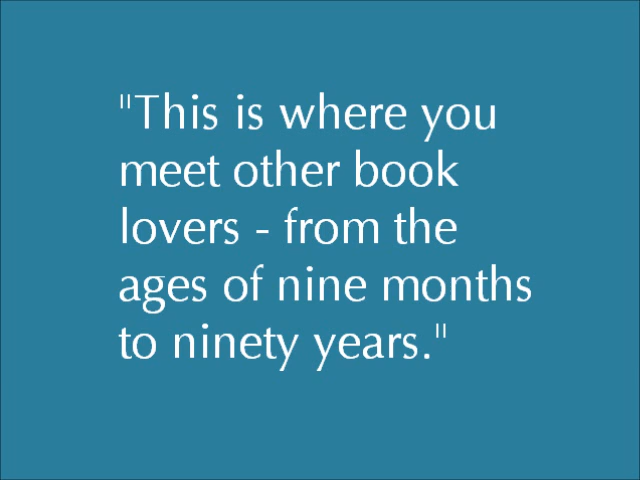 "This is where you
meet other book
lovers - from the
ages of nine months
to ninety years."